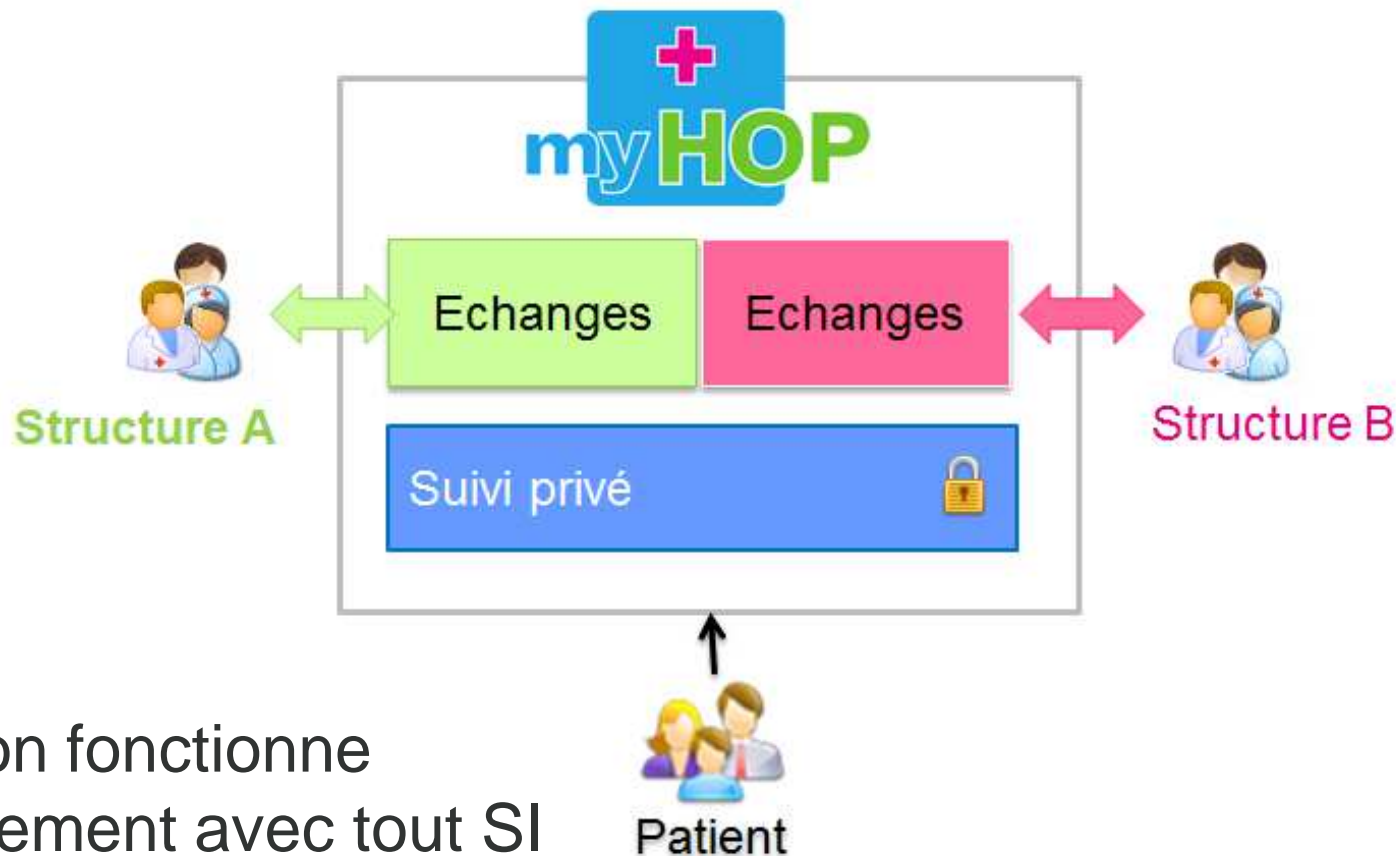 myHOP
Echanges
Echanges
Structure A
Structure B
Suivi privé
on fonctionne
ement avec tout SI
Patient